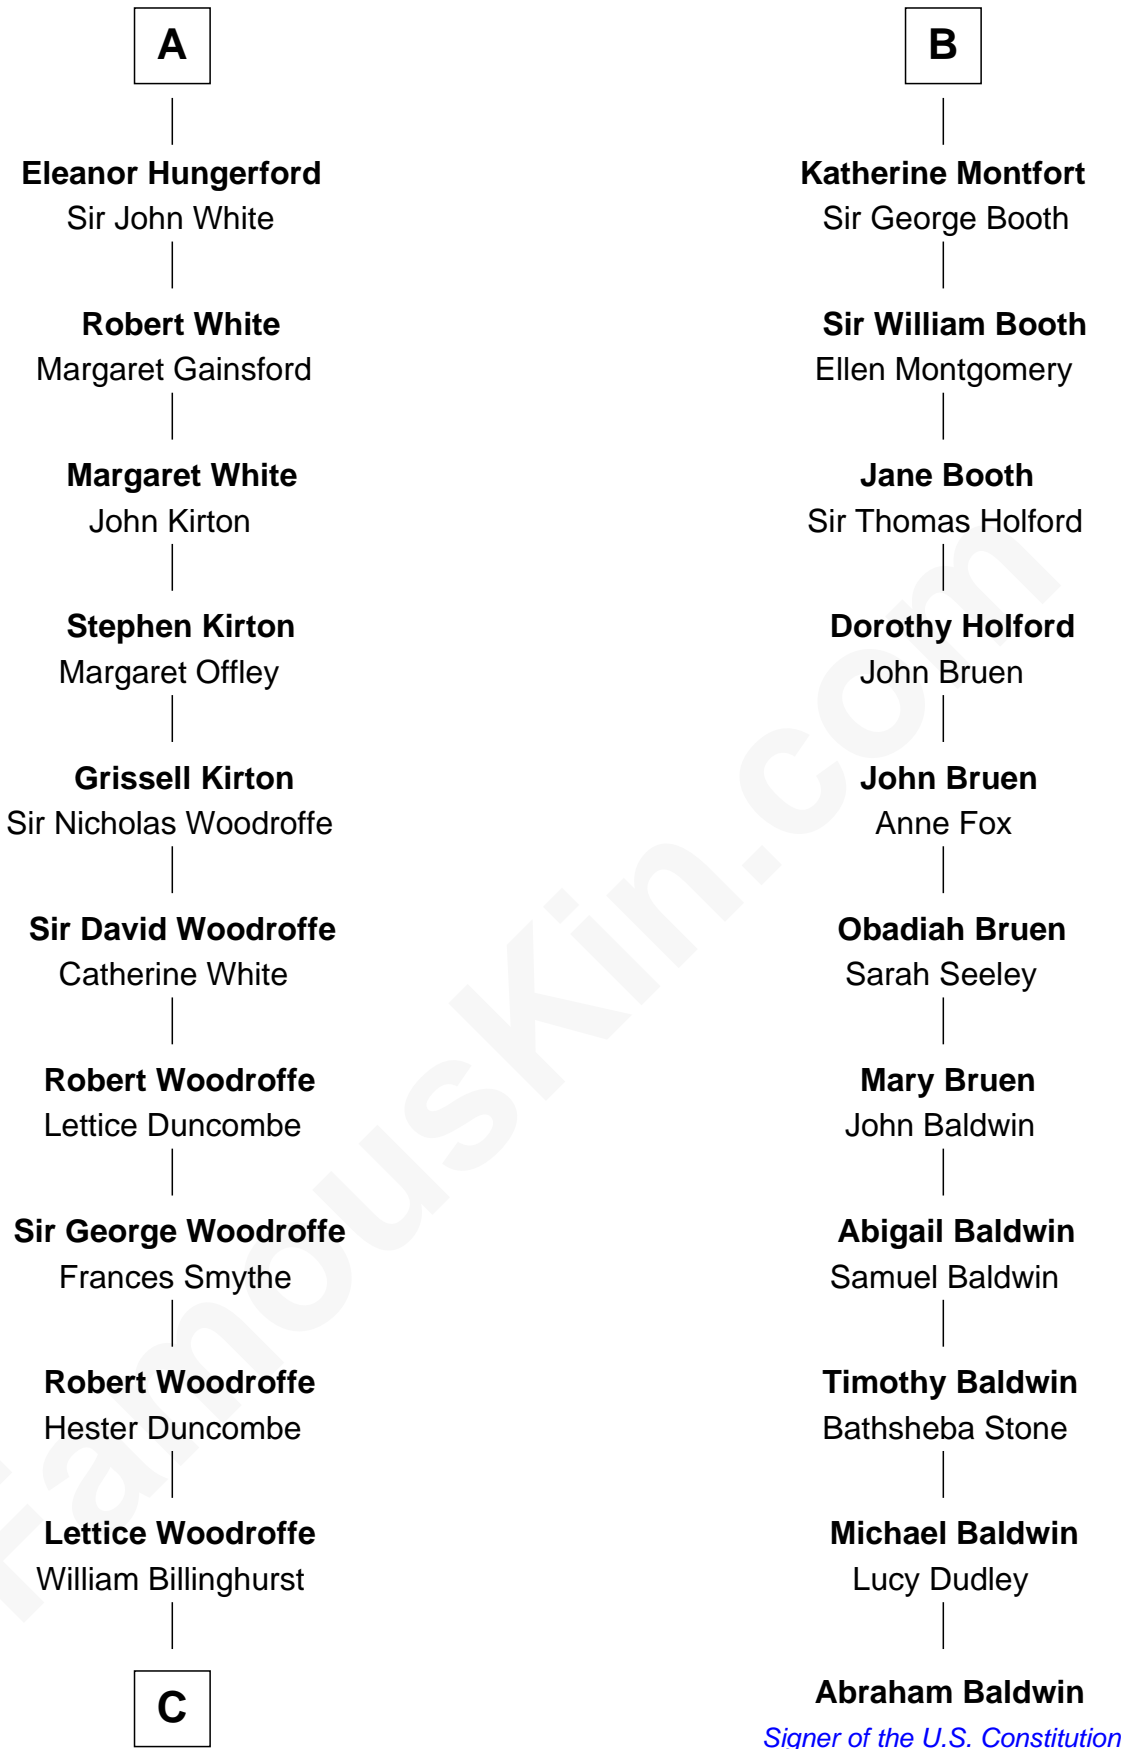 A
Eleanor Hungerford
Sir John White
Robert White
Margaret Gainsford
Margaret White
John Kirton
Stephen Kirton
Margaret Offley
Grissell Kirton
Sir Nicholas Woodroffe
Sir David Woodroffe
Catherine White
Robert Woodroffe
Lettice Duncombe
Sir George Woodroffe
Frances Smythe
Robert Woodroffe
Hester Duncombe
Lettice Woodroffe
William Billinghurst
C
B
Katherine Montfort
Sir George Booth
Sir William Booth
Ellen Montgomery
Jane Booth
Sir Thomas Holford
Dorothy Holford
John Bruen
John Bruen
Anne Fox
Obadiah Bruen
Sarah Seeley
Mary Bruen
John Baldwin
Abigail Baldwin
Samuel Baldwin
Timothy Baldwin
Bathsheba Stone
Michael Baldwin
Lucy Dudley
Abraham Baldwin
Signer of the U.S. Constitution
FamousKin.com